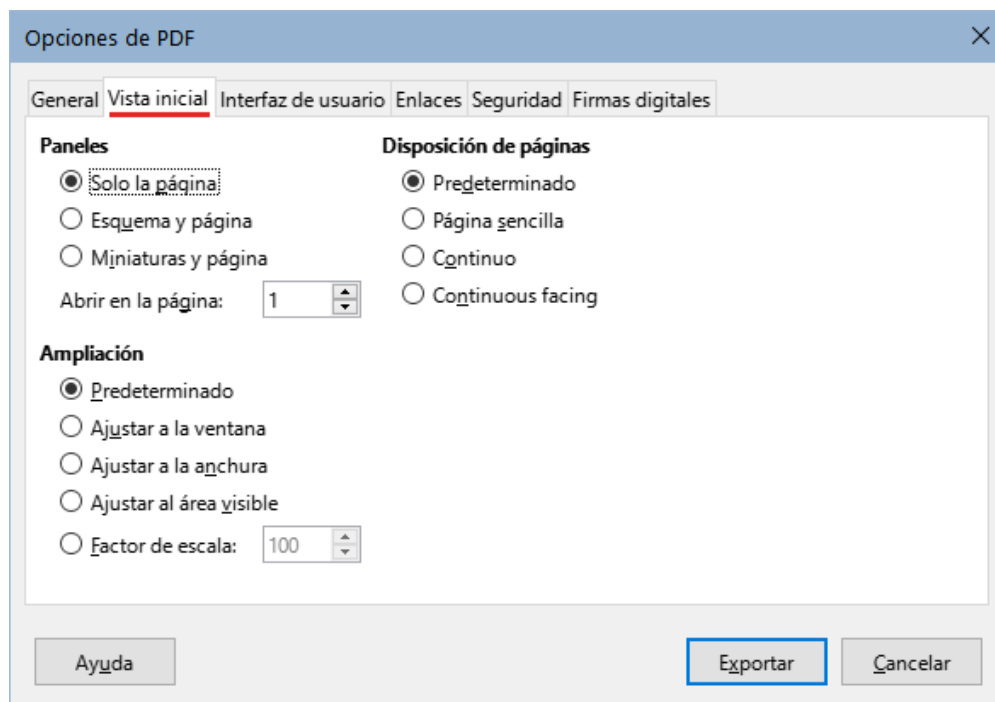 Opciones de PDF
General Vista inicial Interfaz de usuario Enlaces Seguridad Firmas digitales
Paneles
Solo la página
Esquema y página
Miniaturas y página
Abrir en la página: 1
Disposición de páginas
Predeterminado
Página sencilla
Continuo
Continuous facing
Ampliación
Predeterminado
Ajustar a la ventana
Ajustar a la anchura
Ajustar al área visible
Factor de escala: 100
Ayuda Exportar Cancelar